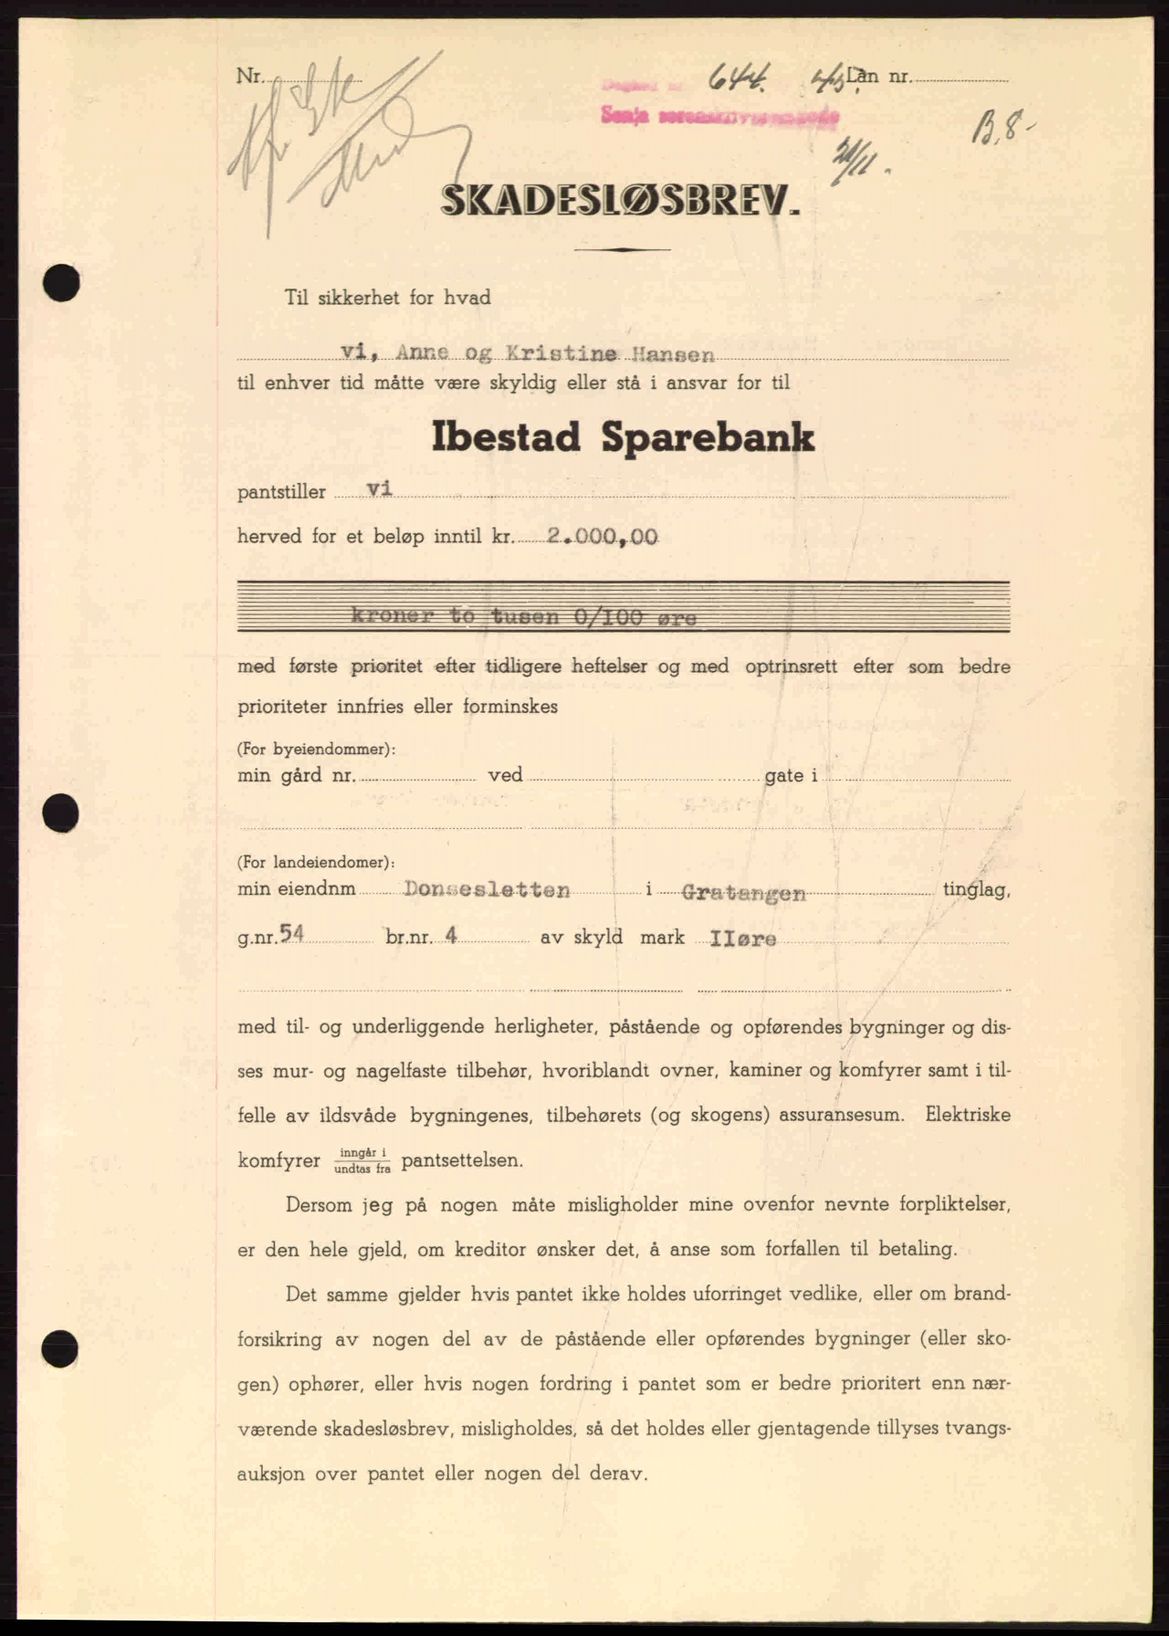 Nr.
644. Lån nr.
Senja
B, 8-
SKADESLØSBREV.
Til sikkerhet for hvad
vi, Anne og Kristine Hansen
til enhver tid måtte være skyldig eller stå i ansvar for til
Ibestad Sparebank
pantstiller vi
herved for et beløp inntil kr. 2.000,00
kroner to tusen 0/I00 øre
med første prioritet efter tidligere heftelser og med optrinsrett efter som bedre
prioriteter innfries eller forminskes
(For byeiendommer):
min gård nr. ved gate i
(For landeiendomer):
min eiendnm Donsesletten i Gratangen tinglag,
g.nr. 54 br.nr. 4 av skyld mark IIøre
med til- og underliggende herligheter, påstående og opførendes bygninger og dis-
ses mur- og nagelfaste tilbehør, hvoriblandt ovner, kaminer og komfyrer samt i til-
felle av ildsvåde bygningenes, tilbehørets (og skogens) assuransesum. Elektriske
komfyrer inngår i / undtas fra pantsettelsen.
Dersom jeg på nogen måte misligholder mine ovenfor nevnte forpliktelser,
er den hele gjeld, om kreditor ønsker det, å anse som forfallen til betaling.
Det samme gjelder hvis pantet ikke holdes uforringet vedlike, eller om brand-
forsikring av nogen del av de påstående eller opførendes bygninger (eller sko-
gen) ophører, eller hvis nogen fordring i pantet som er bedre prioritert enn nær-
værende skadesløsbrev, misligholdes, så det holdes eller gjentagende tillyses tvangs-
auksjon over pantet eller nogen del derav.